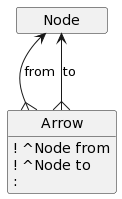 Node
from
to
Arrow
! ^Node from
! ^Node to
: